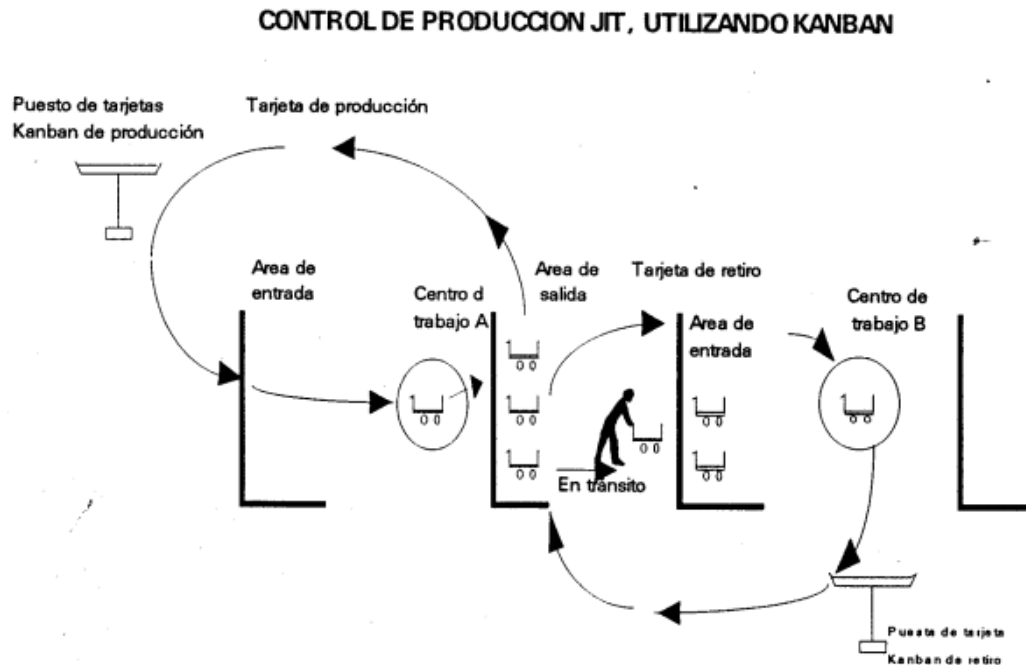 CONTROL DE PRODUCCION JIT, UTILIZANDO KANBAN
Puesto de tarjetas
Kanban de producción
Tarjeta de producción
Area de
entrada
Centro d
trabajo A
Area de
salida
Tarjeta de retiro
Area de
entrada
Centro de
trabajo B
En tránsito
Puesta de tarjeta
Kanban de retiro